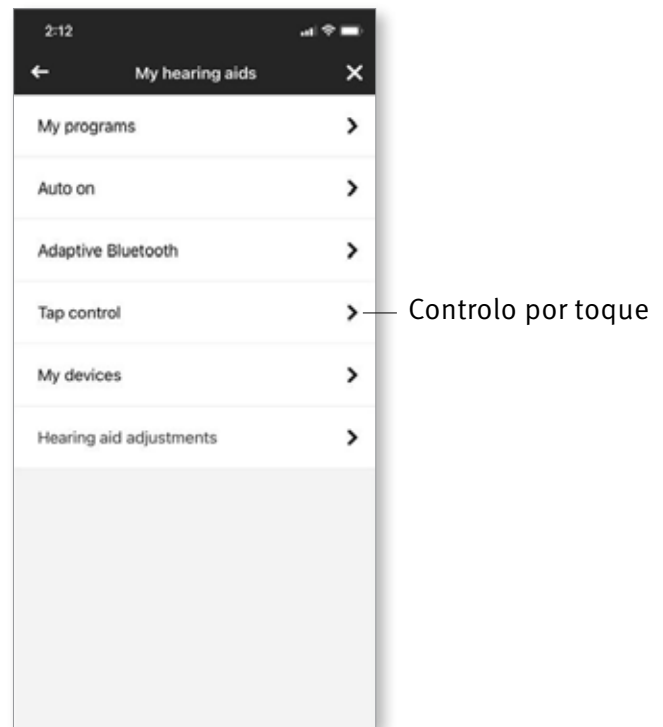 2:12
My hearing aids
My programs
Auto on
Adaptive Bluetooth
Tap control
Controlo por toque
My devices
Hearing aid adjustments